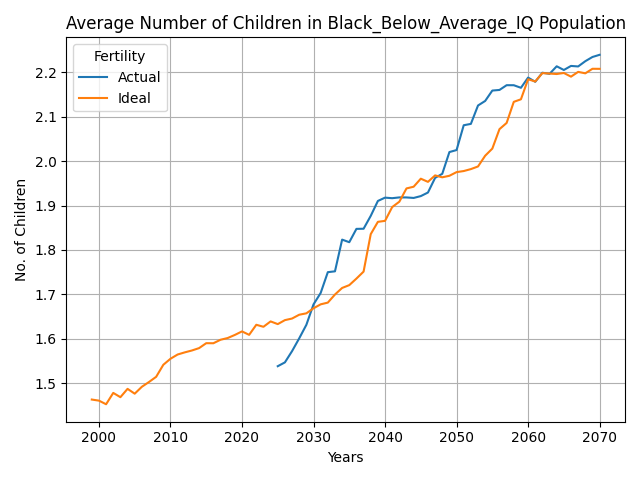 Average Number of Children in Black_Below_Average_IQ Population
Fertility
Actual
Ideal
No. of Children
2.2
2.1
2.0
1.9
1.8
1.7
1.6
1.5
2000 2010 2020 2030 2040 2050 2060 2070
Years